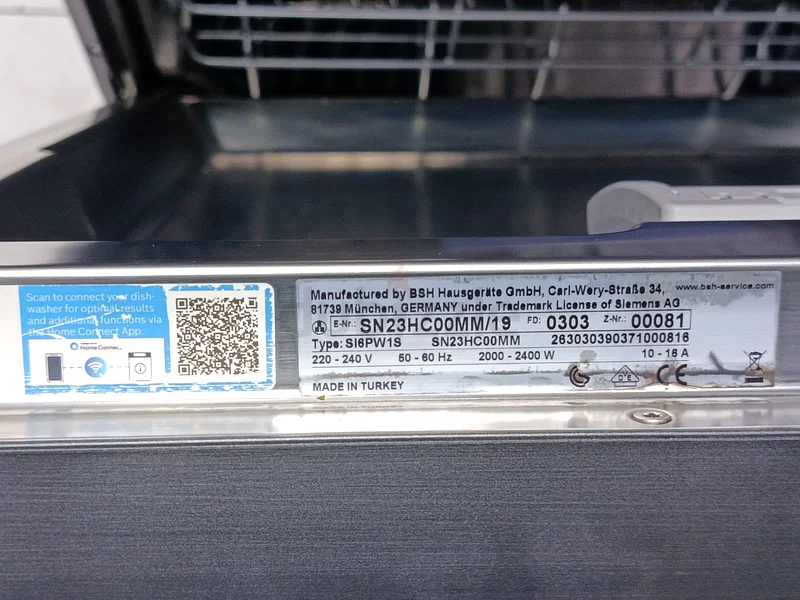 Scan to connect your dish-
washer for optimal results
and additional functions via
the Home Connect App.
Home Connect
Manufactured by BSH Hausgeräte GmbH, Carl-Wery-Straße 34,
www.bsh-service.com
81739 München, GERMANY under Trademark License of Siemens AG
E-Nr.: SN23HC00MM/19 FD: 0303 Z-Nr.: 00081
Type: SI6PW1S SN23HC00MM 263030390371000816
220 - 240 V 50 - 60 Hz 2000 - 2400 W 10 - 16 A
CE
MADE IN TURKEY